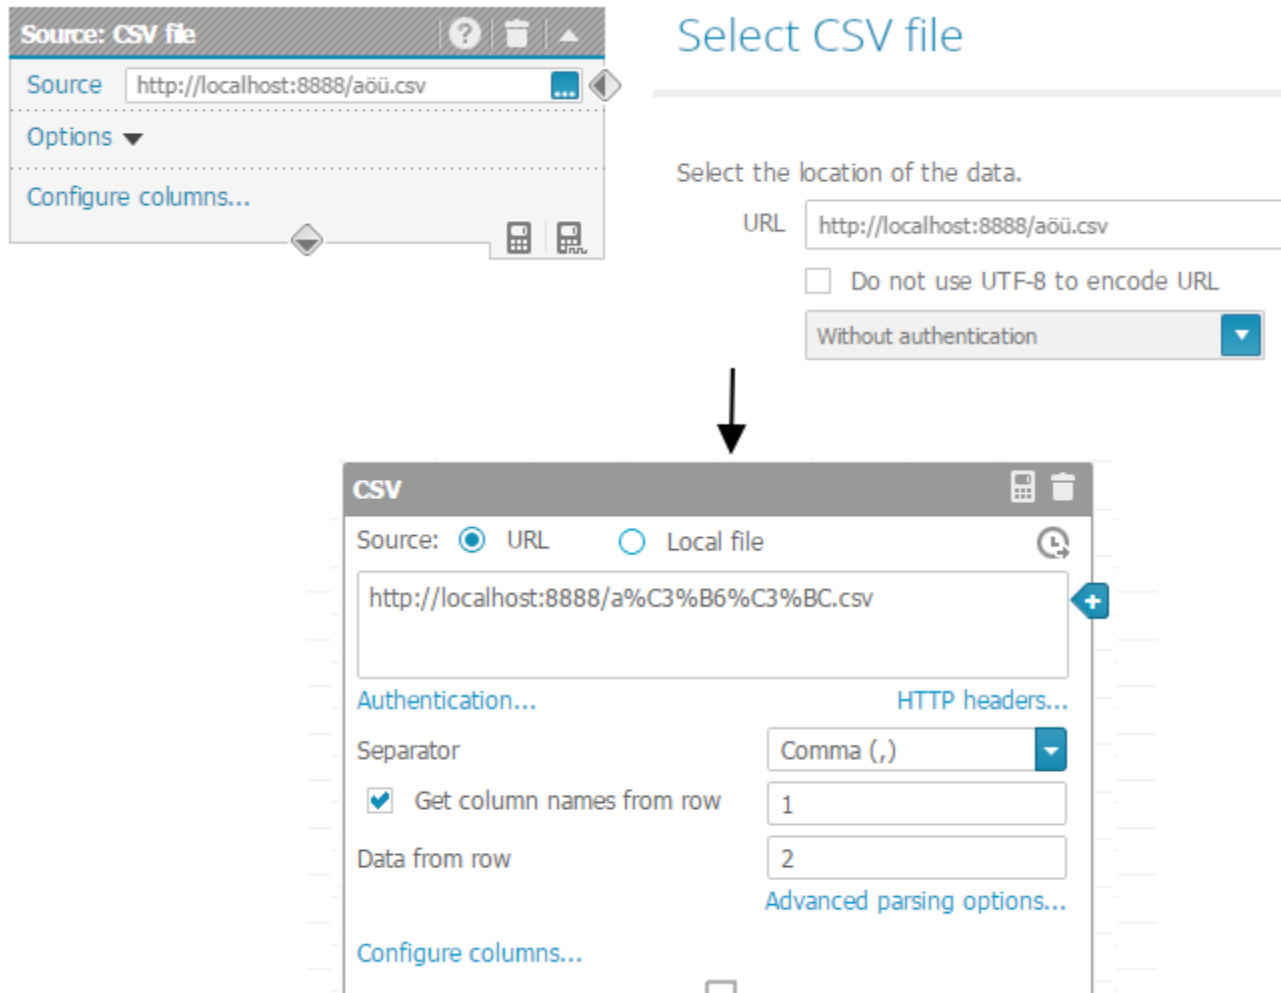 Source: CSV file
Source http://localhost:8888/aöü.csv ...
Options
Configure columns...
Select CSV file
Select the location of the data.
URL http://localhost:8888/aöü.csv
Do not use UTF-8 to encode URL
Without authentication
CSV
Source: URL Local file
http://localhost:8888/a%C3%B6%C3%BC.csv
Authentication... HTTP headers...
Separator Comma (,)
Get column names from row 1
Data from row 2
Advanced parsing options...
Configure columns...